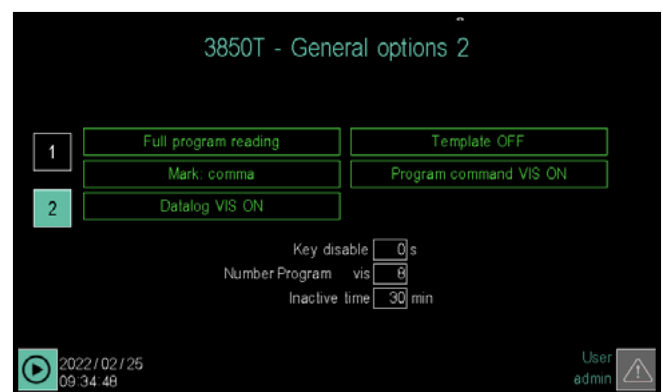 3850T - General options 2
1
Full program reading
Template OFF
Mark: comma
Program command VIS ON
2
Datalog VIS ON
Key disable 0 s
Number Program vis 8
Inactive time 30 min
2022/02/25
09:34:48
User
admin